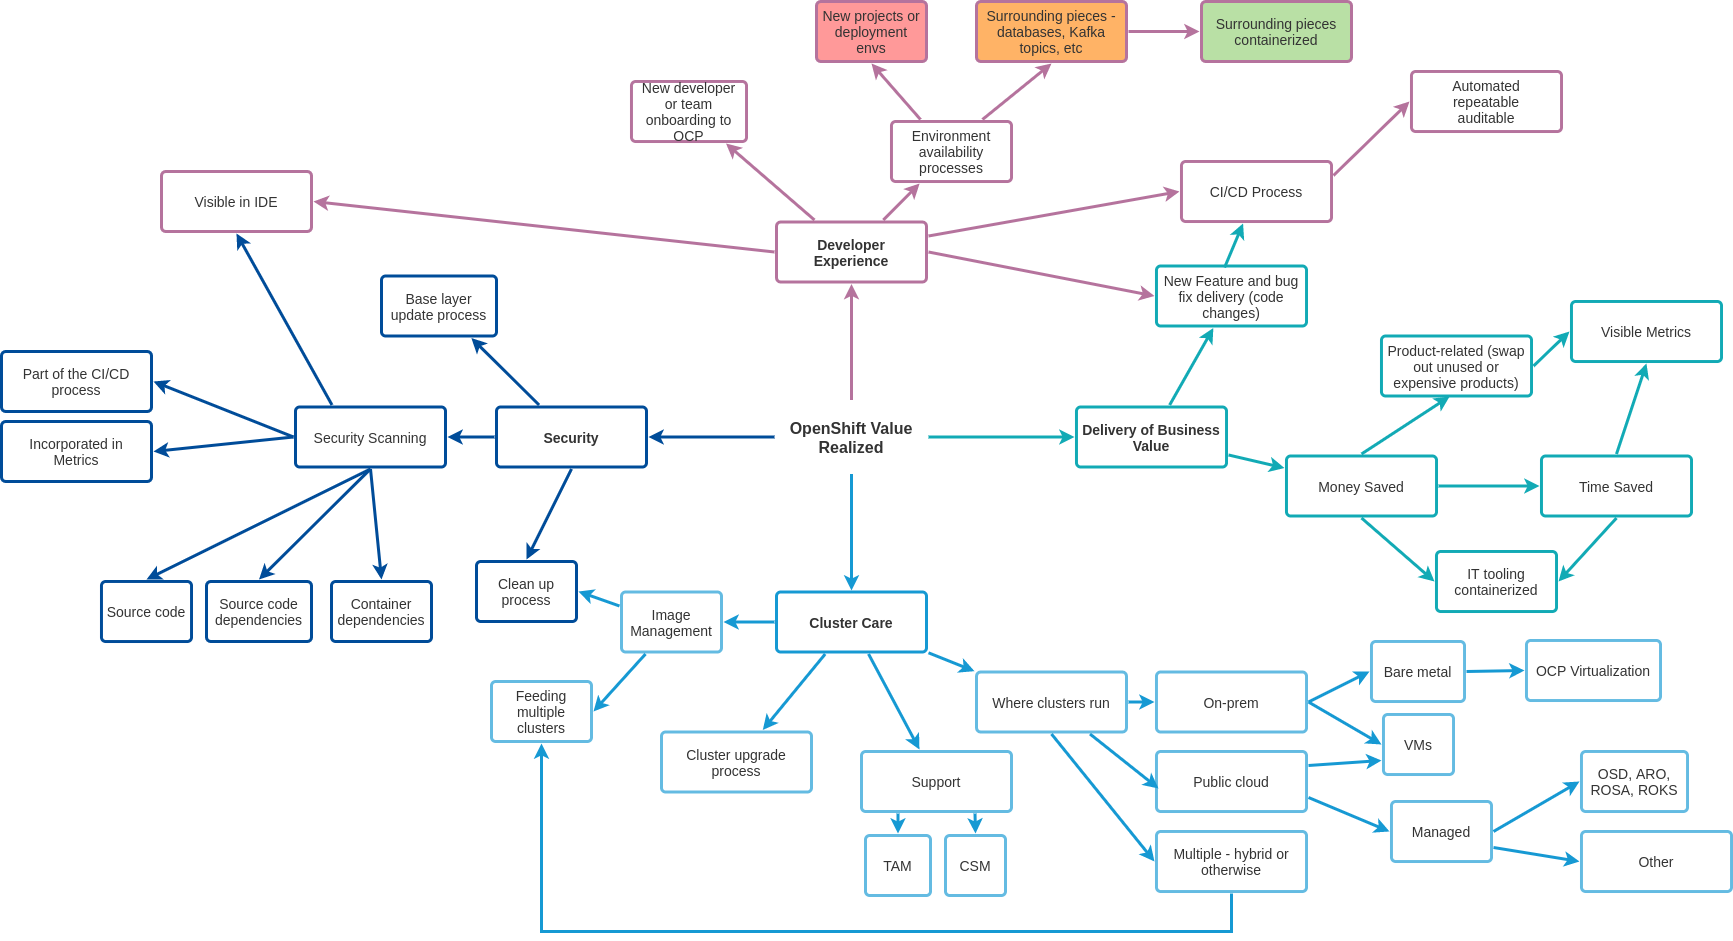 New projects or
deployment
envs
Surrounding pieces -
databases, Kafka
topics, etc
Surrounding pieces
containerized
New developer
or team
onboarding to
OCP
Automated
repeatable
auditable
Environment
availability
processes
Visible in IDE
CI/CD Process
Developer
Experience
Base layer
update process
New Feature and bug
fix delivery (code
changes)
Visible Metrics
Product-related (swap
out unused or
expensive products)
Part of the CI/CD
process
Incorporated in
Metrics
Security Scanning
Security
OpenShift Value
Realized
Delivery of Business
Value
Money Saved
Time Saved
IT tooling
containerized
Source code
Source code
dependencies
Container
dependencies
Clean up
process
Image
Management
Cluster Care
Feeding
multiple
clusters
Where clusters run
On-prem
Bare metal
OCP Virtualization
VMs
Cluster upgrade
process
Support
Public cloud
OSD, ARO,
ROSA, ROKS
Managed
TAM
CSM
Multiple - hybrid or
otherwise
Other